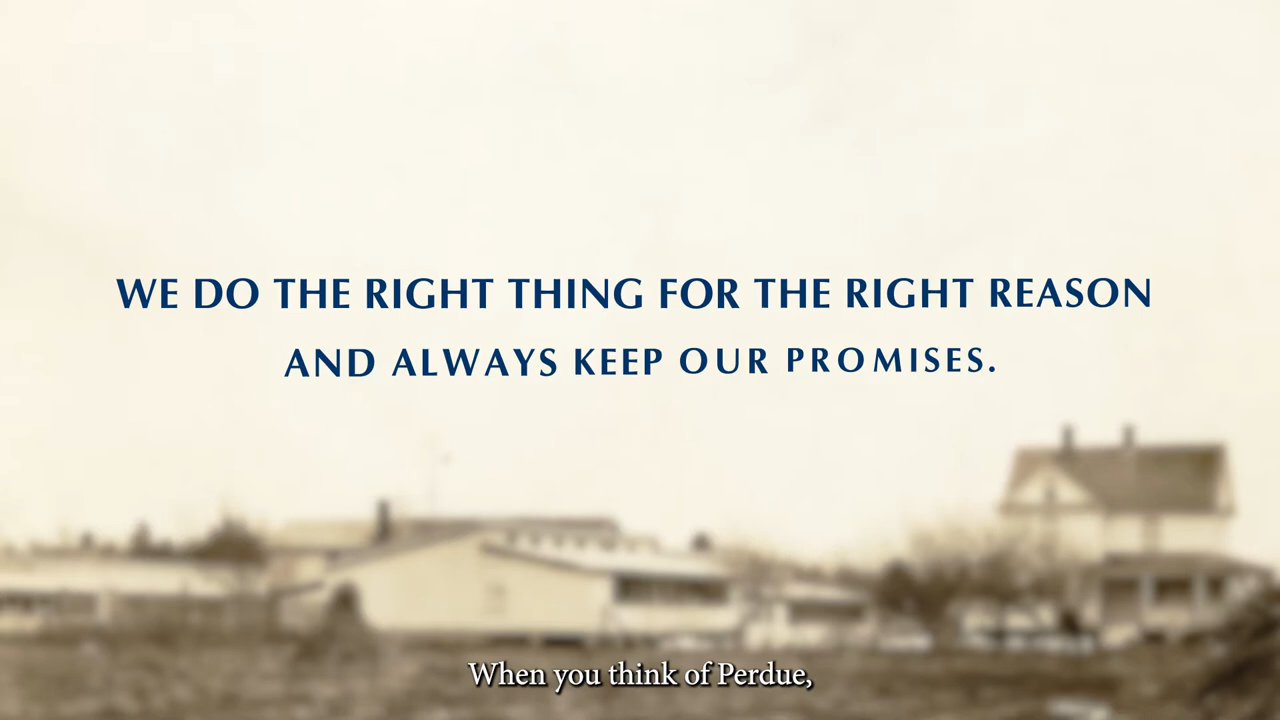 WE DO THE RIGHT THING FOR THE RIGHT REASON
AND ALWAYS KEEP OUR PROMISES.
When you think of Perdue,